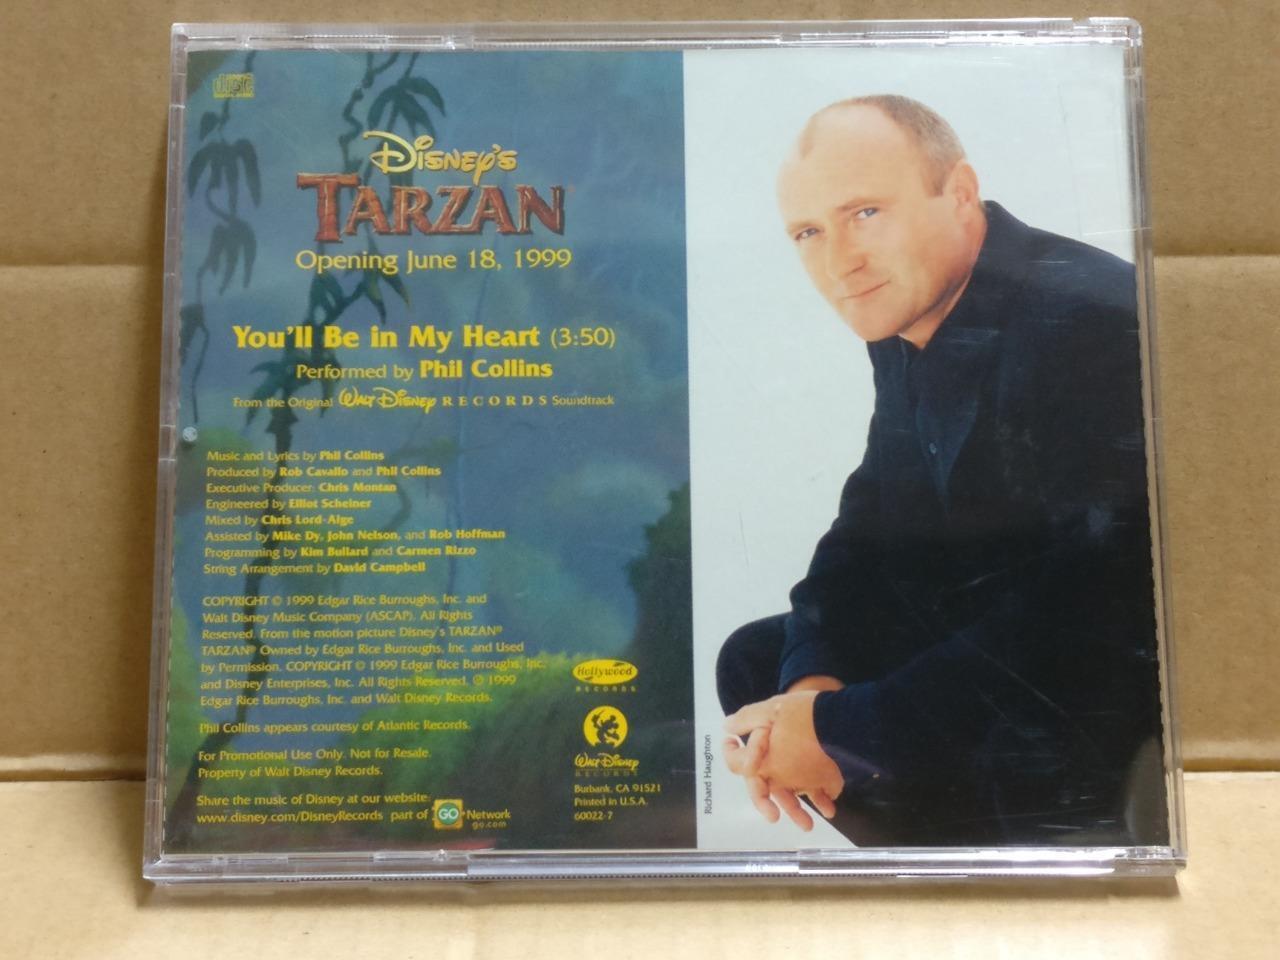 disc
DIGITAL AUDIO
Disney's
TARZAN®
Opening June 18, 1999
You'll Be in My Heart (3:50)
Performed by Phil Collins
From the Original Walt Disney RECORDS Soundtrack
Music and Lyrics by Phil Collins
Produced by Rob Cavallo and Phil Collins
Executive Producer: Chris Montan
Engineered by Elliot Scheiner
Mixed by Chris Lord-Alge
Assisted by Mike Dy, John Nelson, and Rob Hoffman
Programming by Kim Bullard and Carmen Rizzo
String Arrangement by David Campbell
COPYRIGHT © 1999 Edgar Rice Burroughs, Inc. and
Walt Disney Music Company (ASCAP). All Rights
Reserved. From the motion picture Disney's TARZAN®
TARZAN® Owned by Edgar Rice Burroughs, Inc. and Used
by Permission. COPYRIGHT © 1999 Edgar Rice Burroughs, Inc.
and Disney Enterprises, Inc. All Rights Reserved. ℗ 1999
Edgar Rice Burroughs, Inc. and Walt Disney Records.
Phil Collins appears courtesy of Atlantic Records.
For Promotional Use Only. Not for Resale.
Property of Walt Disney Records.
Share the music of Disney at our website:
www.disney.com/DisneyRecords part of GO Network
go.com
Hollywood
RECORDS
Walt Disney
RECORDS
Burbank, CA 91521
Printed in U.S.A.
60022-7
Richard Haughton